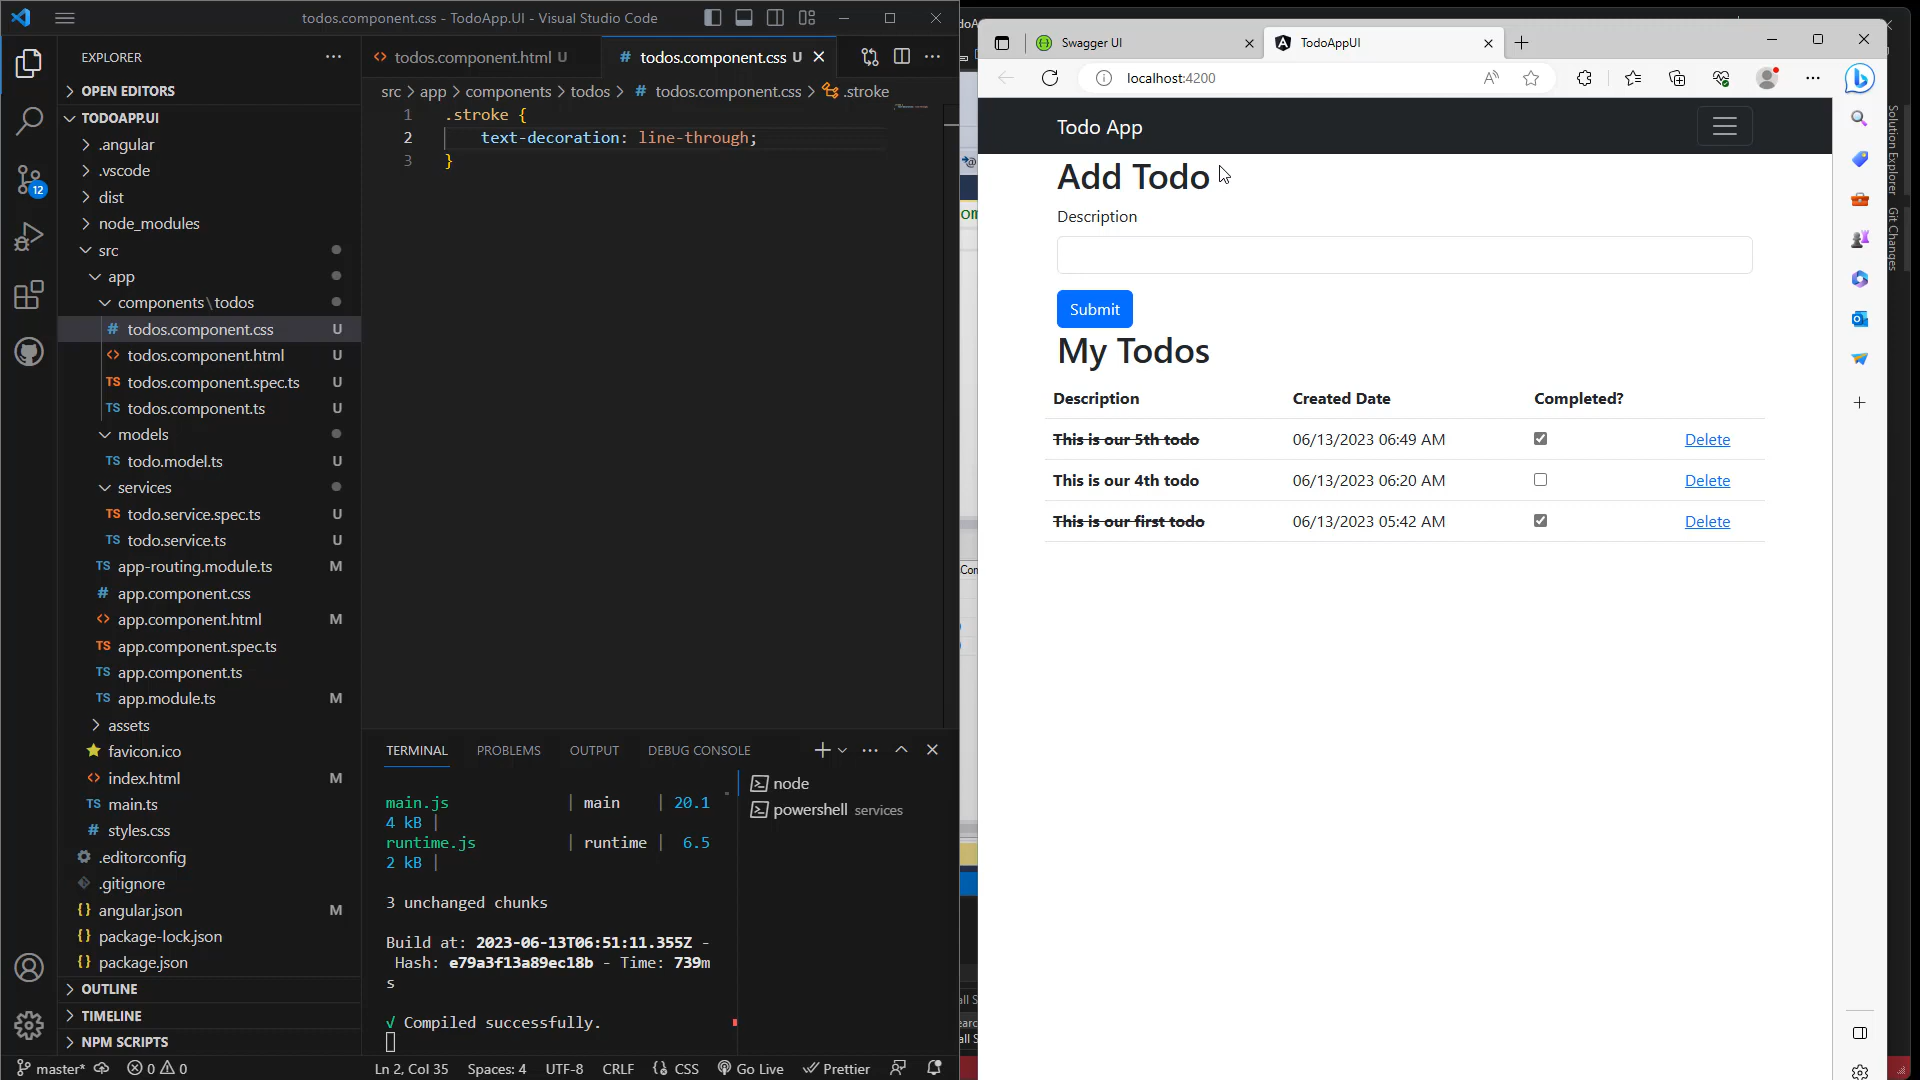 todos.component.css - TodoApp.UI - Visual Studio Code
EXPLORER
OPEN EDITORS
TODOAPP.UI
.angular
.vscode
dist
node_modules
src
app
components\todos
todos.component.css U
todos.component.html U
todos.component.spec.ts U
todos.component.ts U
models
todo.model.ts U
services
todo.service.spec.ts U
todo.service.ts U
app-routing.module.ts M
app.component.css
app.component.html M
app.component.spec.ts
app.component.ts
app.module.ts M
assets
favicon.ico
index.html M
main.ts
styles.css
.editorconfig
.gitignore
angular.json M
package-lock.json
package.json
OUTLINE
TIMELINE
NPM SCRIPTS
12
todos.component.html U
todos.component.css U
src > app > components > todos > # todos.component.css > .stroke
1 .stroke {
2 text-decoration: line-through;
3 }
TERMINAL PROBLEMS OUTPUT DEBUG CONSOLE
main.js | main | 20.1
4 kB |
runtime.js | runtime | 6.5
2 kB |
3 unchanged chunks
Build at: 2023-06-13T06:51:11.355Z -
Hash: e79a3f13a89ec18b - Time: 739m
s
√ Compiled successfully.
node
powershell services
master* 0 0 Ln 2, Col 35 Spaces: 4 UTF-8 CRLF CSS Go Live Prettier
Swagger UI
TodoAppUI
localhost:4200
Todo App
Add Todo
Description
Submit
My Todos
Description Created Date Completed?
This is our 5th todo 06/13/2023 06:49 AM Delete
This is our 4th todo 06/13/2023 06:20 AM Delete
This is our first todo 06/13/2023 05:42 AM Delete
Solution Explorer
Git Changes